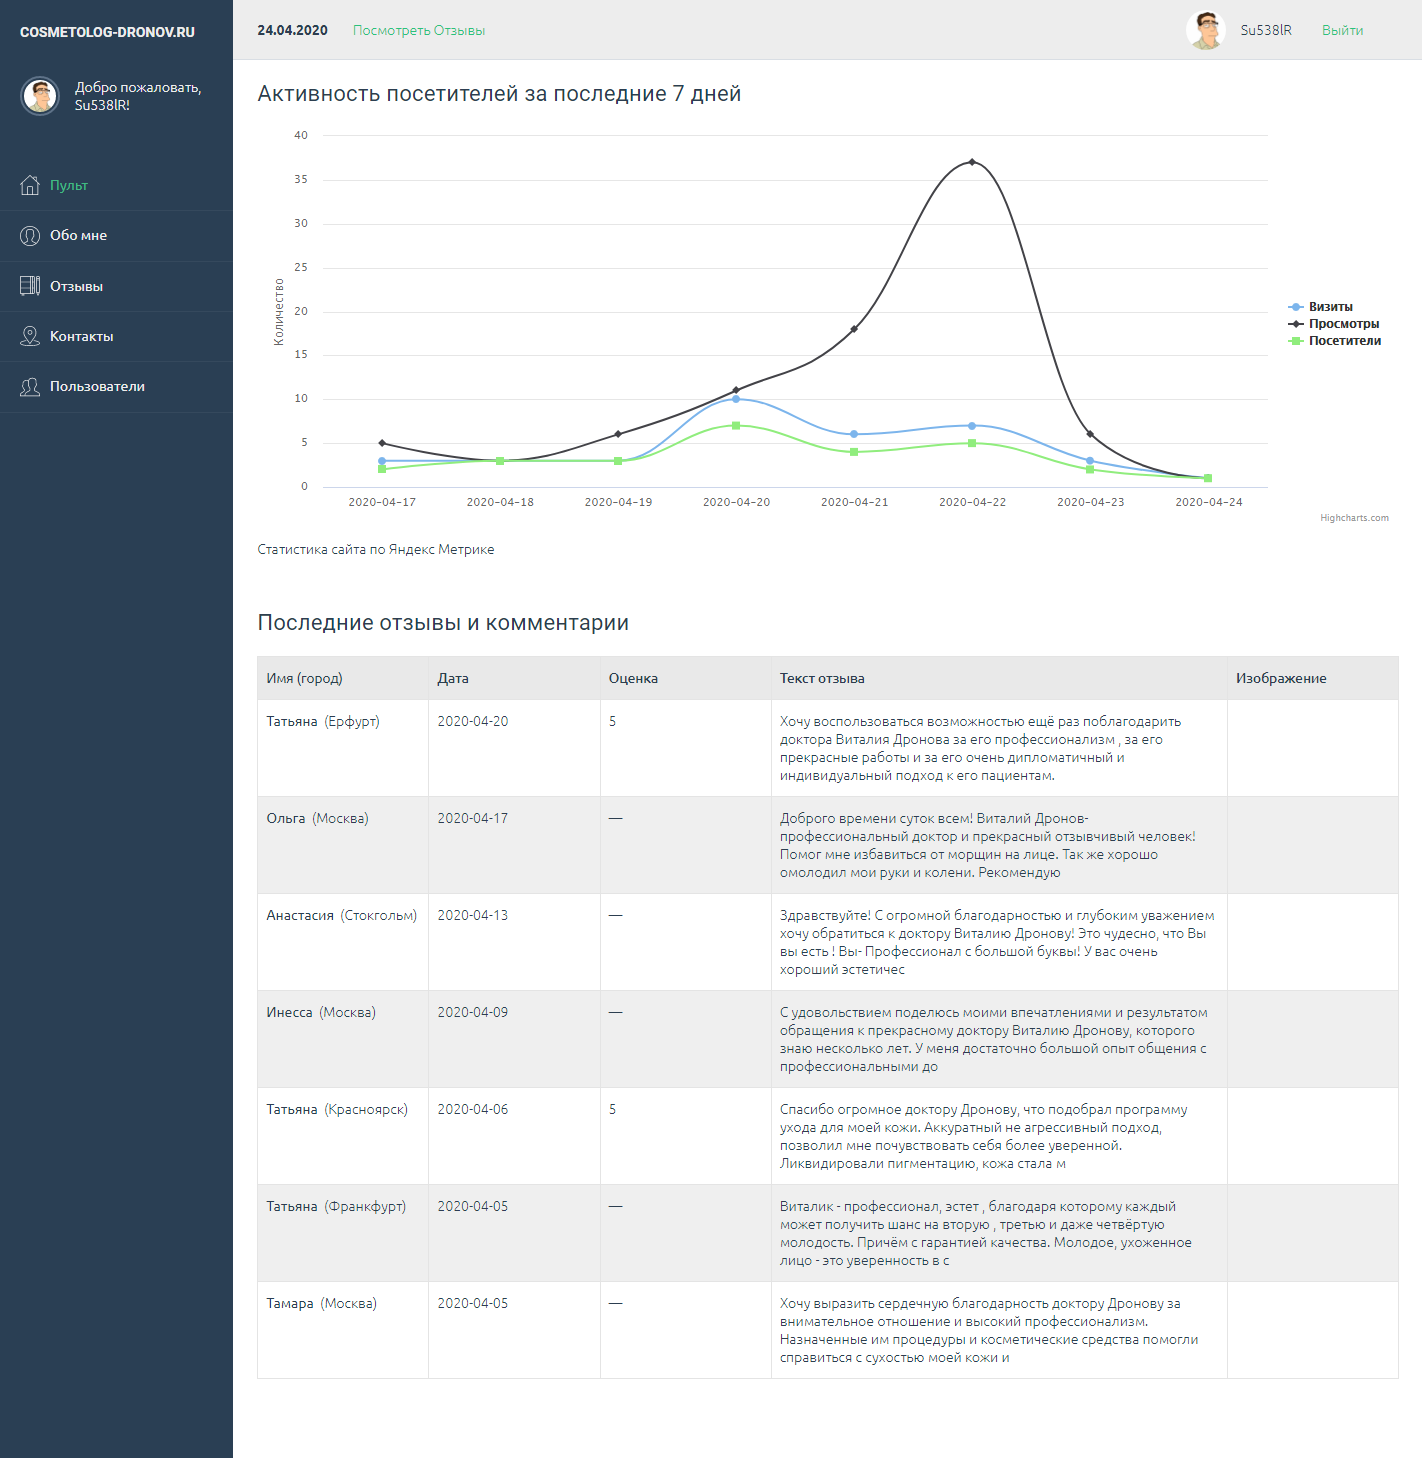 COSMETOLOG-DRONOV.RU
Добро пожаловать,
Su538lR!
Пульт
Обо мне
Отзывы
Контакты
Пользователи
24.04.2020 Посмотреть Отзывы Su538lR Выйти
Активность посетителей за последние 7 дней
Количество
40
35
30
25
20
15
10
5
0
2020-04-17 2020-04-18 2020-04-19 2020-04-20 2020-04-21 2020-04-22 2020-04-23 2020-04-24
Визиты
Просмотры
Посетители
Highcharts.com
Статистика сайта по Яндекс Метрике
Последние отзывы и комментарии
Имя (город) Дата Оценка Текст отзыва Изображение
Татьяна (Ерфурт) 2020-04-20 5 Хочу воспользоваться возможностью ещё раз поблагодарить
доктора Виталия Дронова за его профессионализм , за его
прекрасные работы и за его очень дипломатичный и
индивидуальный подход к его пациентам.
Ольга (Москва) 2020-04-17 — Доброго времени суток всем! Виталий Дронов-
профессиональный доктор и прекрасный отзывчивый человек!
Помог мне избавиться от морщин на лице. Так же хорошо
омолодил мои руки и колени. Рекомендую
Анастасия (Стокгольм) 2020-04-13 — Здравствуйте! С огромной благодарностью и глубоким уважением
хочу обратиться к доктору Виталию Дронову! Это чудесно, что Вы
вы есть ! Вы- Профессионал с большой буквы! У вас очень
хороший эстетичес
Инесса (Москва) 2020-04-09 — С удовольствием поделюсь моими впечатлениями и результатом
обращения к прекрасному доктору Виталию Дронову, которого
знаю несколько лет. У меня достаточно большой опыт общения с
профессиональными до
Татьяна (Красноярск) 2020-04-06 5 Спасибо огромное доктору Дронову, что подобрал программу
ухода для моей кожи. Аккуратный не агрессивный подход,
позволил мне почувствовать себя более уверенной.
Ликвидировали пигментацию, кожа стала м
Татьяна (Франкфурт) 2020-04-05 — Виталик - профессионал, эстет , благодаря которому каждый
может получить шанс на вторую , третью и даже четвёртую
молодость. Причём с гарантией качества. Молодое, ухоженное
лицо - это уверенность в с
Тамара (Москва) 2020-04-05 — Хочу выразить сердечную благодарность доктору Дронову за
внимательное отношение и высокий профессионализм.
Назначенные им процедуры и косметические средства помогли
справиться с сухостью моей кожи и